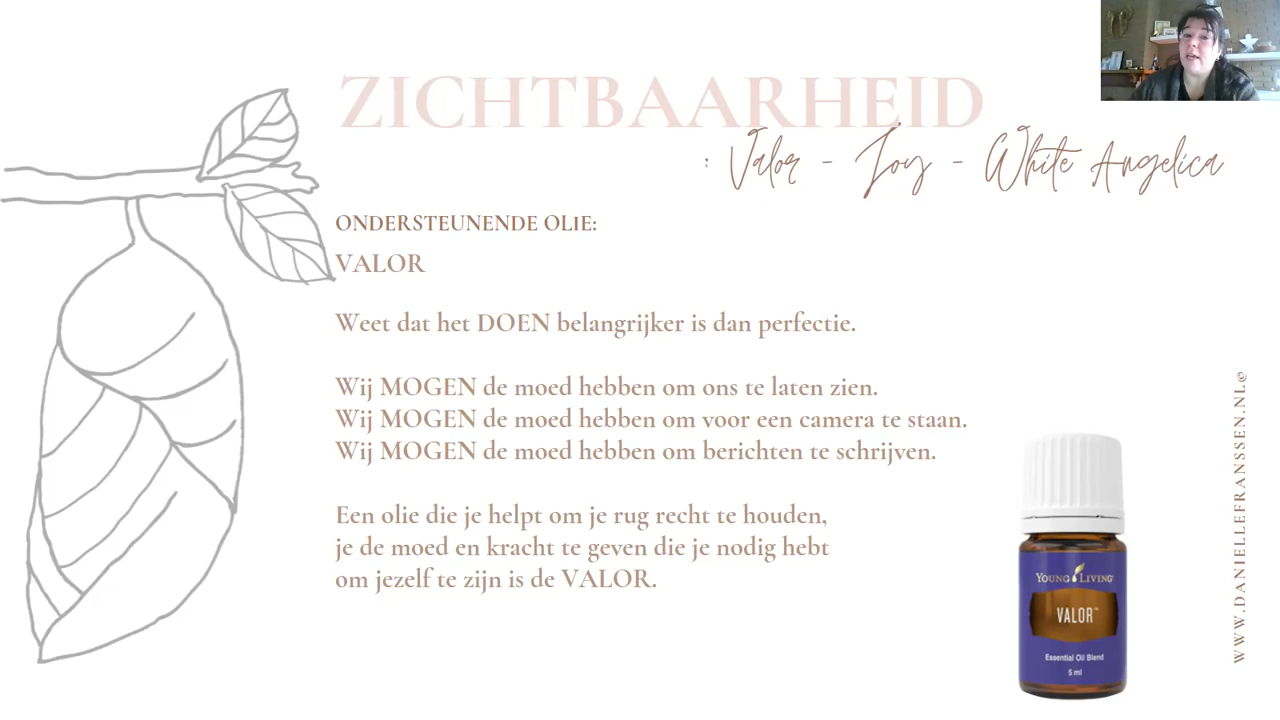 ZICHTBAARHEID
: Valor - Joy - White Angelica
ONDERSTEUNENDE OLIE:
VALOR
Weet dat het DOEN belangrijker is dan perfectie.
Wij MOGEN de moed hebben om ons te laten zien.
Wij MOGEN de moed hebben om voor een camera te staan.
Wij MOGEN de moed hebben om berichten te schrijven.
Een olie die je helpt om je rug recht te houden,
je de moed en kracht te geven die je nodig hebt
om jezelf te zijn is de VALOR.
YOUNG LIVING
VALOR™
Essential Oil Blend
5 ml
WWW.DANIELLEFRANSSEN.NL©